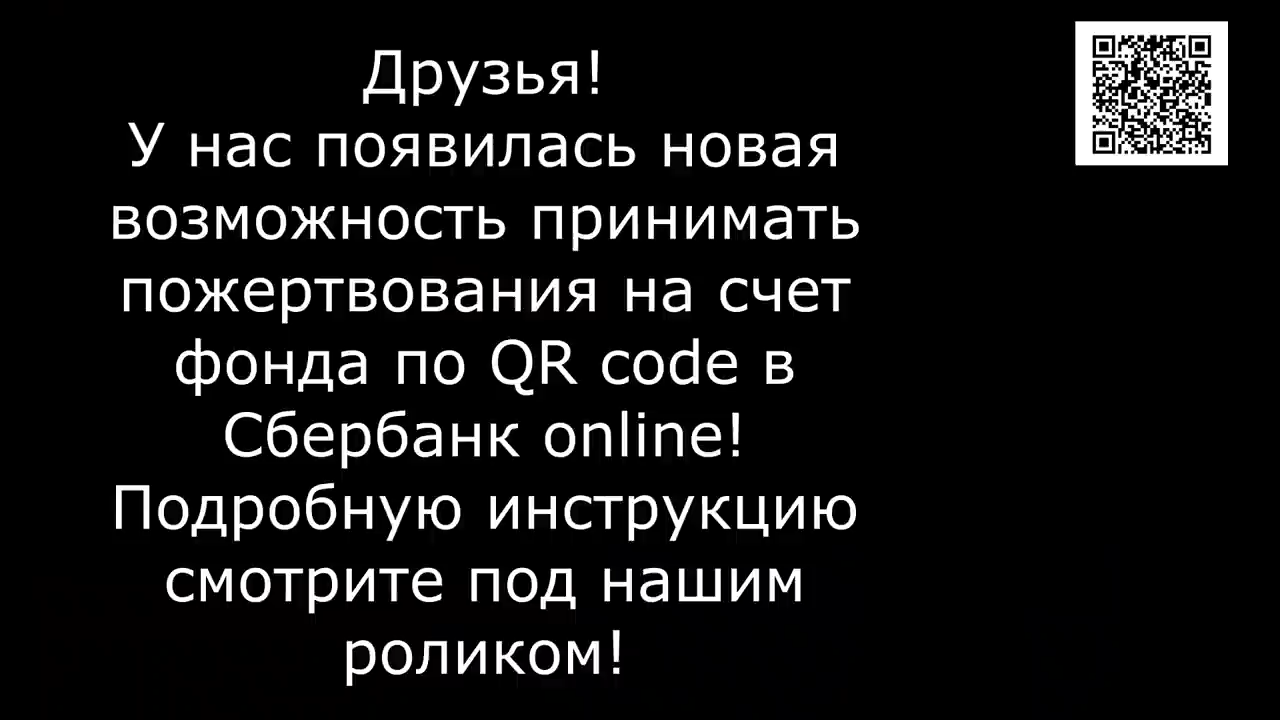 Друзья!
У нас появилась новая
возможность принимать
пожертвования на счет
фонда по QR code в
Сбербанк online!
Подробную инструкцию
смотрите под нашим
роликом!